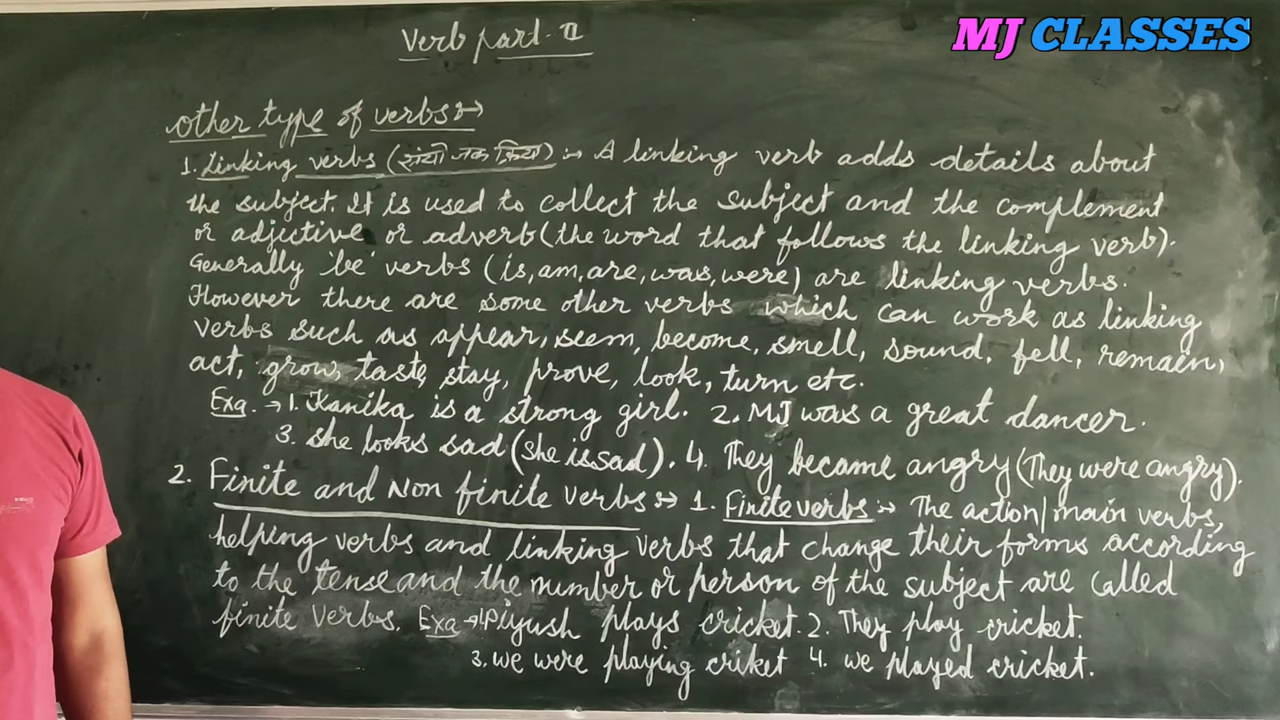 MJ CLASSES
Verb part-II
other type of verbs :→
1. Linking verbs (संयोजक क्रिया) :→ A linking verb adds details about
the subject. It is used to collect the subject and the complement
or adjictive or adverb (the word that follows the linking verb).
Generally 'be' verbs (is, am, are, was, were) are linking verbs.
However there are some other verbs which can work as linking
verbs such as appear, seem, become, smell, sound, fell, remain,
act, grow, taste, stay, prove, look, turn etc.
Exa. → 1. Kanika is a strong girl. 2. MJ was a great dancer.
3. She looks sad (She is sad). 4. They became angry (They were angry).
2. Finite and Non finite verbs :→ 1. Finite verbs :→ The action/main verbs,
helping verbs and linking verbs that change their forms according
to the tense and the number or person of the subject are called
finite verbs. Exa → 1. Piyush plays cricket. 2. They play cricket.
3. we were playing criket 4. we played cricket.